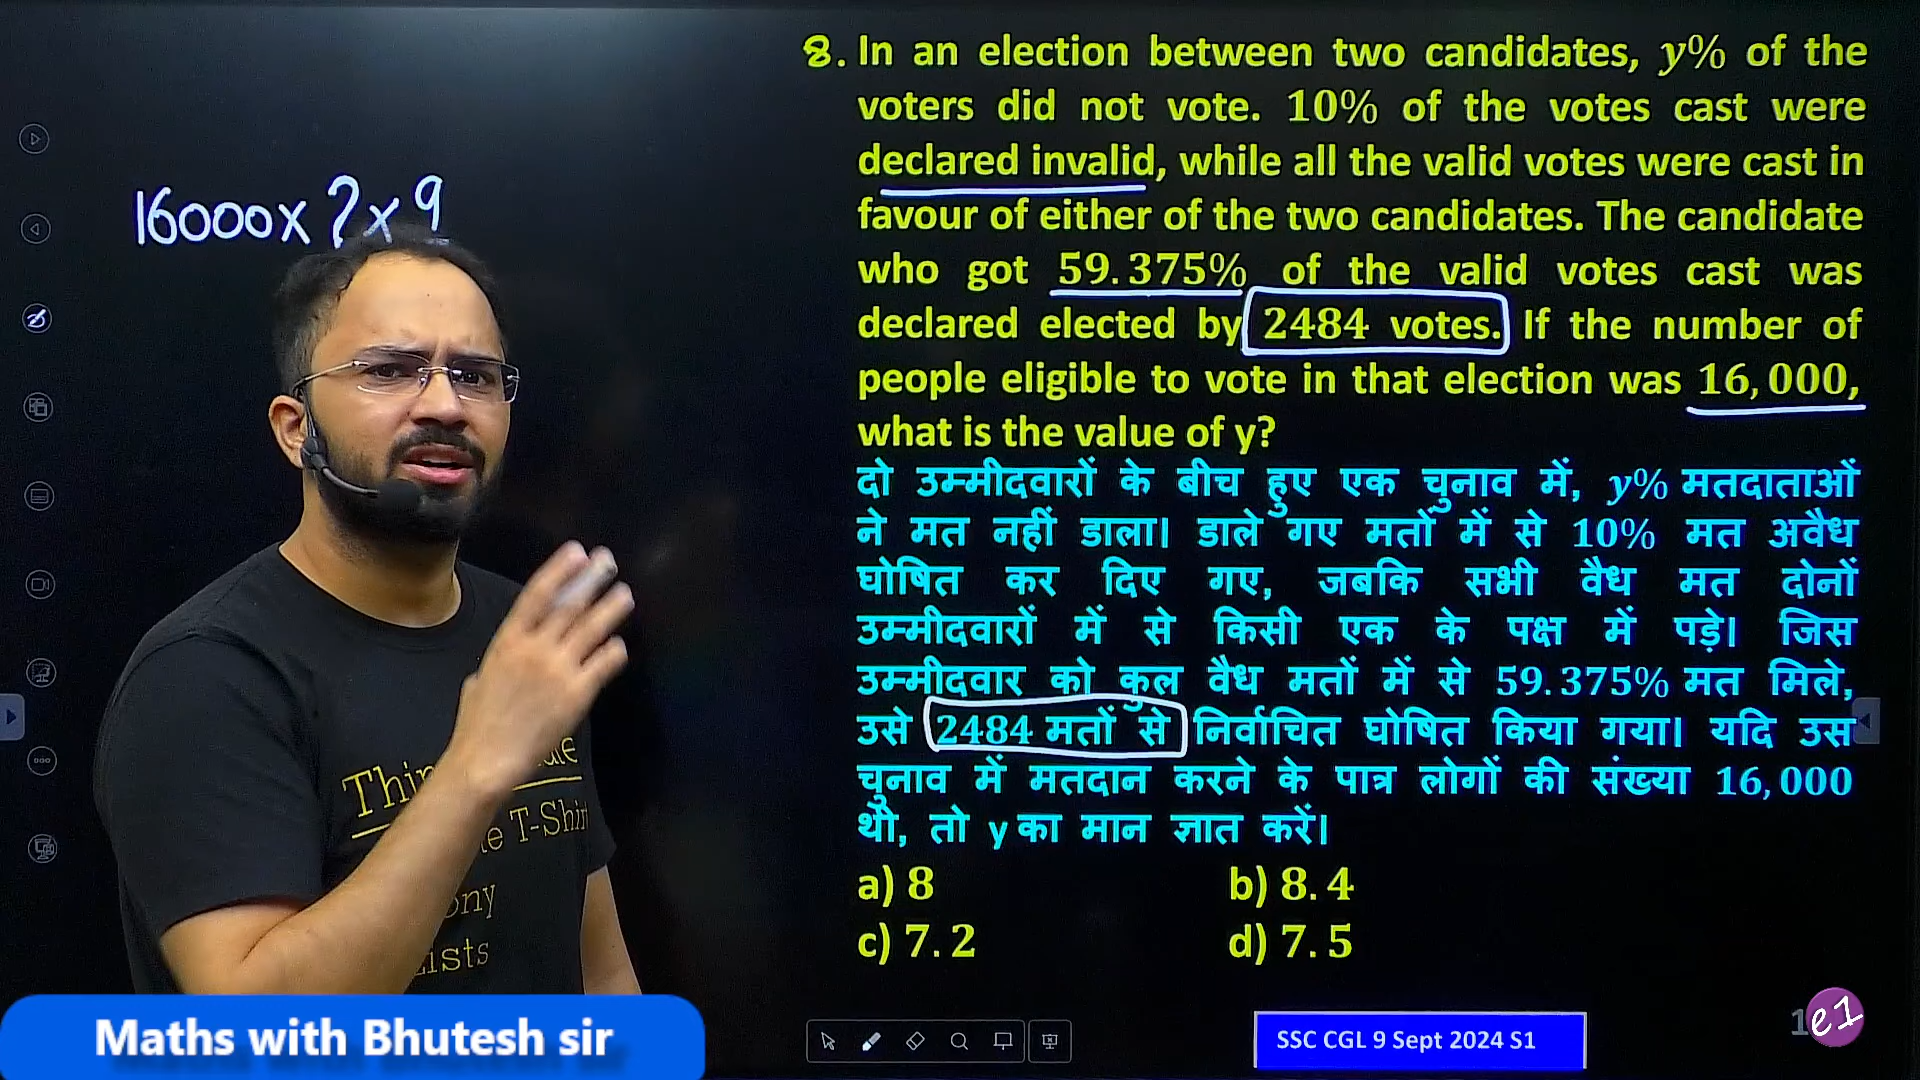 16000 x ? x 9
8. In an election between two candidates, y% of the
voters did not vote. 10% of the votes cast were
declared invalid, while all the valid votes were cast in
favour of either of the two candidates. The candidate
who got 59.375% of the valid votes cast was
declared elected by 2484 votes. If the number of
people eligible to vote in that election was 16,000,
what is the value of y?
दो उम्मीदवारों के बीच हुए एक चुनाव में, y% मतदाताओं
ने मत नहीं डाला। डाले गए मतों में से 10% मत अवैध
घोषित कर दिए गए, जबकि सभी वैध मत दोनों
उम्मीदवारों में से किसी एक के पक्ष में पड़े। जिस
उम्मीदवार को कुल वैध मतों में से 59.375% मत मिले,
उसे 2484 मतों से निर्वाचित घोषित किया गया। यदि उस
चुनाव में मतदान करने के पात्र लोगों की संख्या 16,000
थी, तो y का मान ज्ञात करें।
a) 8 b) 8.4
c) 7.2 d) 7.5
T-Shirt
Maths with Bhutesh sir
SSC CGL 9 Sept 2024 S1
e1